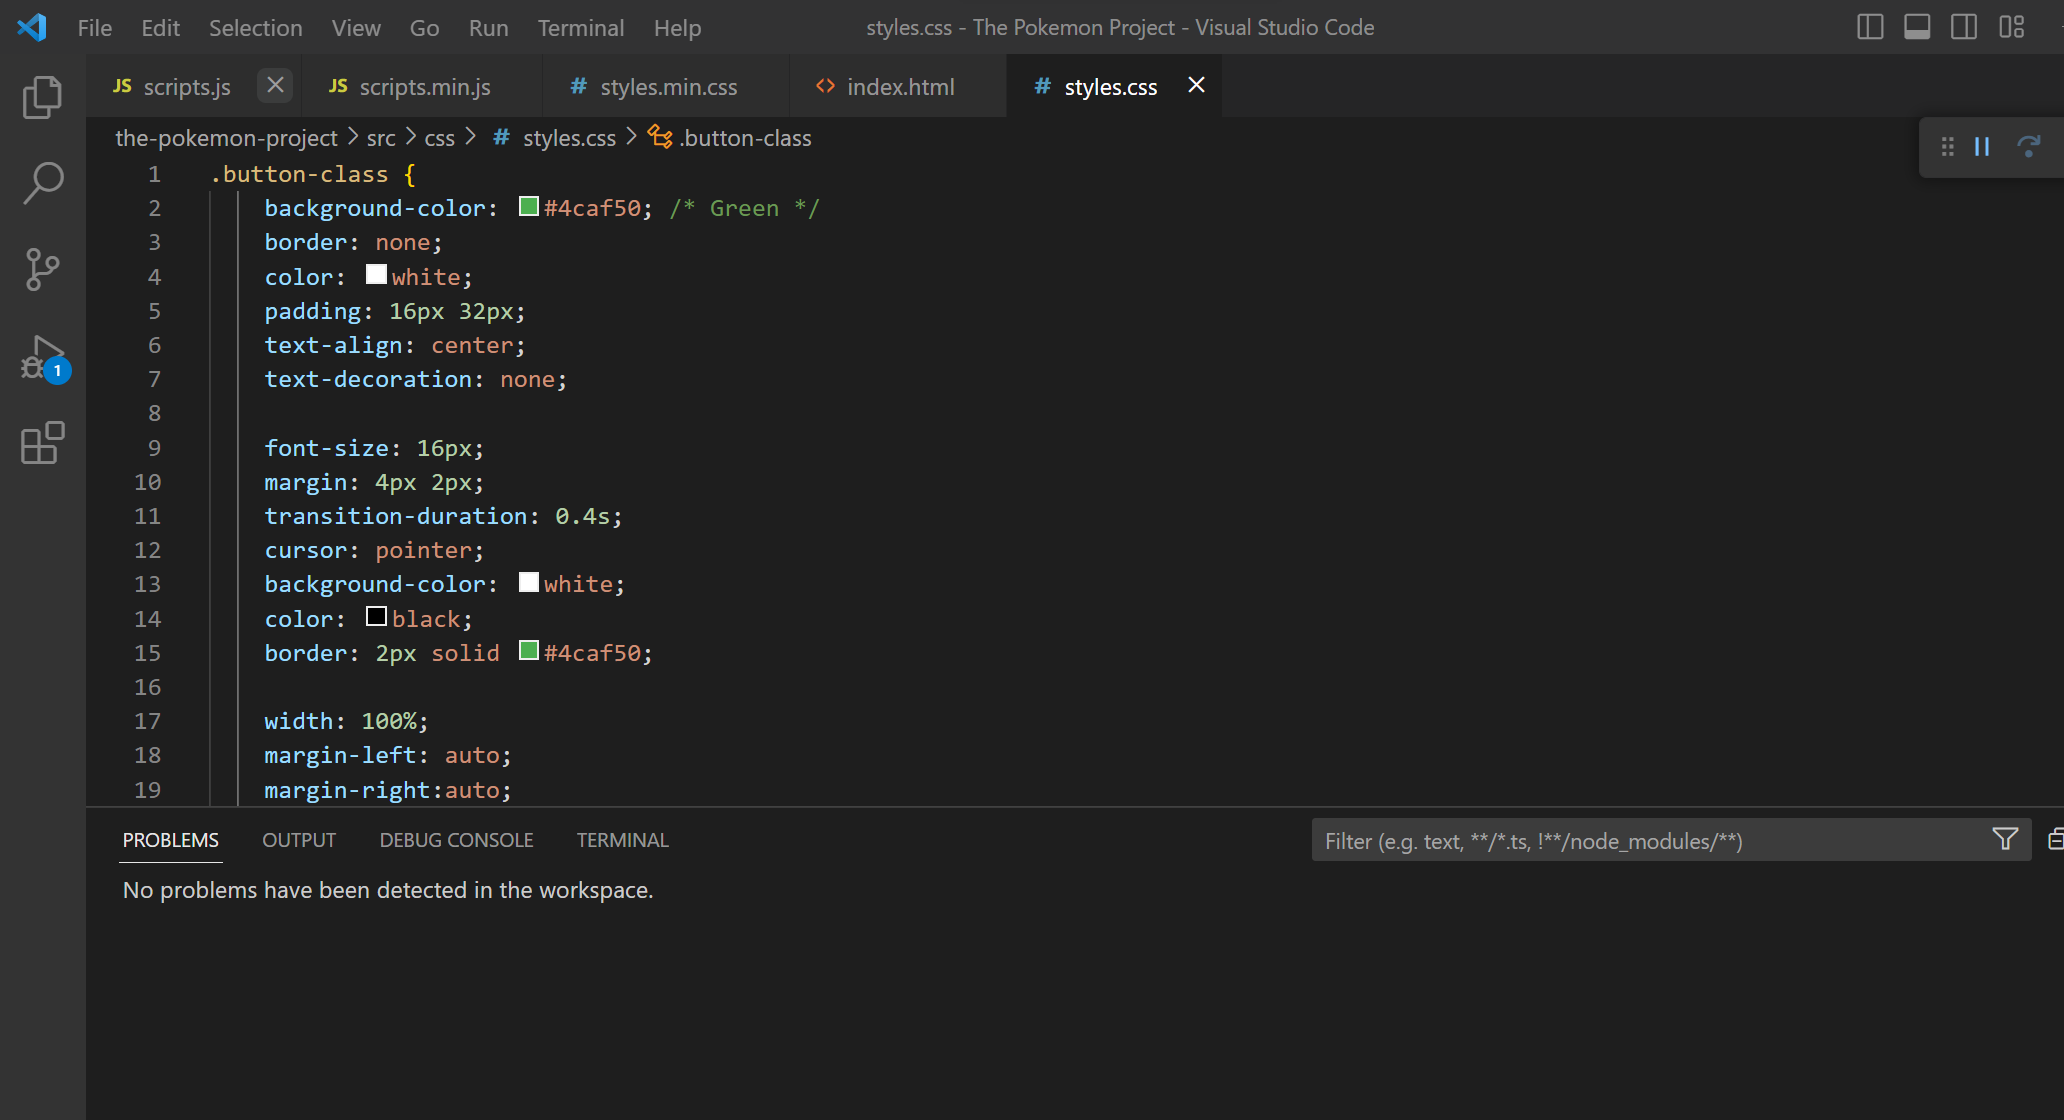 File Edit Selection View Go Run Terminal Help styles.css - The Pokemon Project - Visual Studio Code
JS scripts.js JS scripts.min.js # styles.min.css <> index.html # styles.css
the-pokemon-project > src > css > # styles.css > .button-class
1 .button-class {
2 background-color: #4caf50; /* Green */
3 border: none;
4 color: white;
5 padding: 16px 32px;
6 text-align: center;
7 text-decoration: none;
8
9 font-size: 16px;
10 margin: 4px 2px;
11 transition-duration: 0.4s;
12 cursor: pointer;
13 background-color: white;
14 color: black;
15 border: 2px solid #4caf50;
16
17 width: 100%;
18 margin-left: auto;
19 margin-right:auto;
1
PROBLEMS OUTPUT DEBUG CONSOLE TERMINAL Filter (e.g. text, **/*.ts, !**/node_modules/**)
No problems have been detected in the workspace.